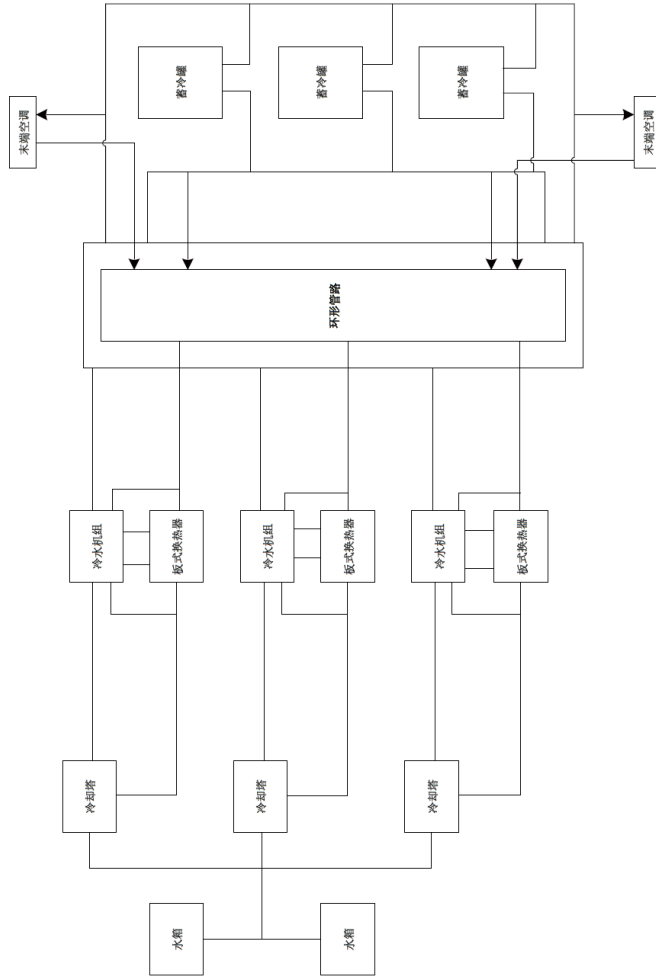 蓄冷罐
蓄冷罐
蓄冷罐
末端空调
末端空调
环形管路
冷水机组
板式换热器
冷水机组
板式换热器
冷水机组
板式换热器
冷却塔
冷却塔
冷却塔
水箱
水箱